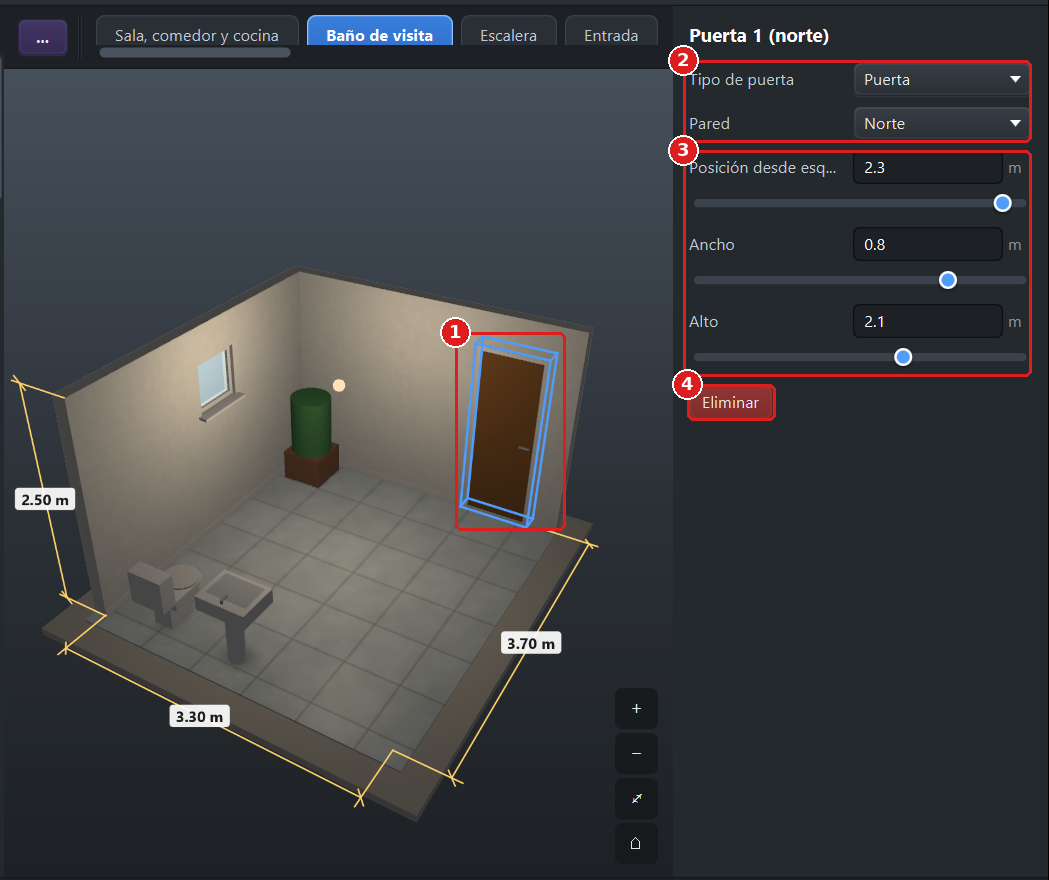 ...
Sala, comedor y cocina
Baño de visita
Escalera
Entrada
Puerta 1 (norte)
2
Tipo de puerta
Puerta
Pared
Norte
3
Posición desde esq...
2.3
m
Ancho
0.8
m
Alto
2.1
m
4
Eliminar
1
2.50 m
3.70 m
3.30 m
+
−